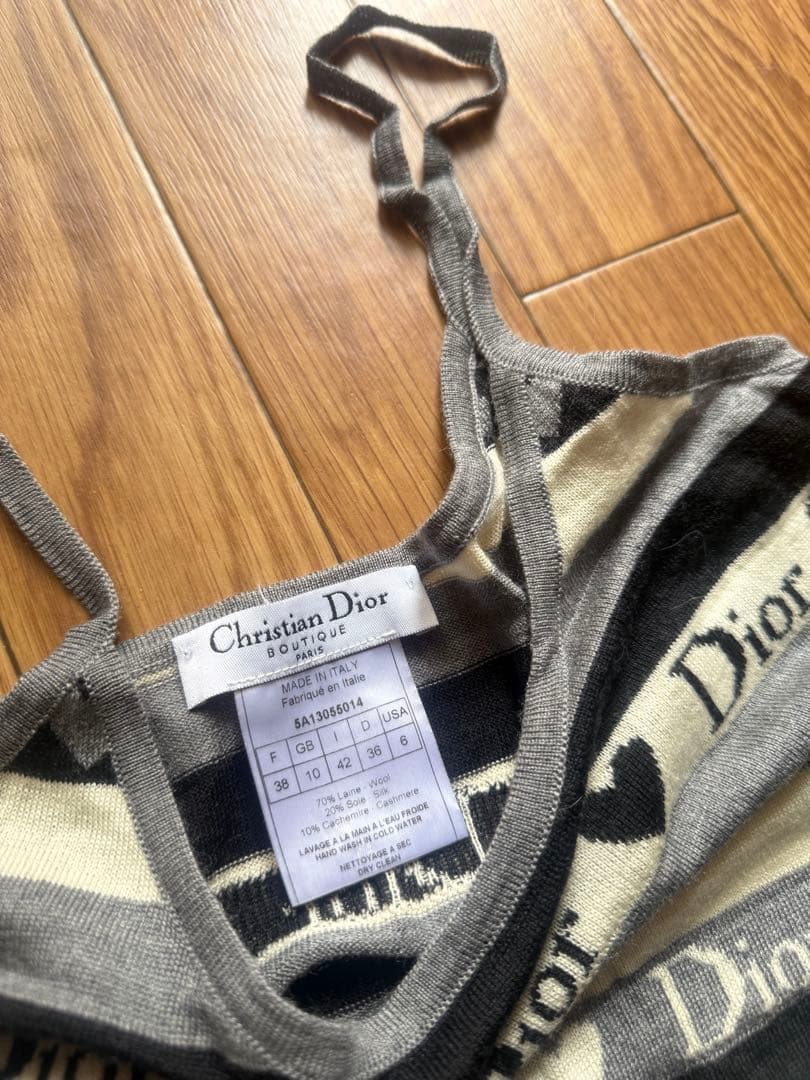 Christian Dior
BOUTIQUE
PARIS
MADE IN ITALY
Fabriqué en Italie
5A13055014
F GB I D USA
38 10 42 36 6
70% Laine - Wool
20% Soie - Silk
10% Cachemire - Cashmere
LAVAGE A LA MAIN A L'EAU FROIDE
HAND WASH IN COLD WATER
NETTOYAGE A SEC
DRY CLEAN
Dior
Dior
Dior